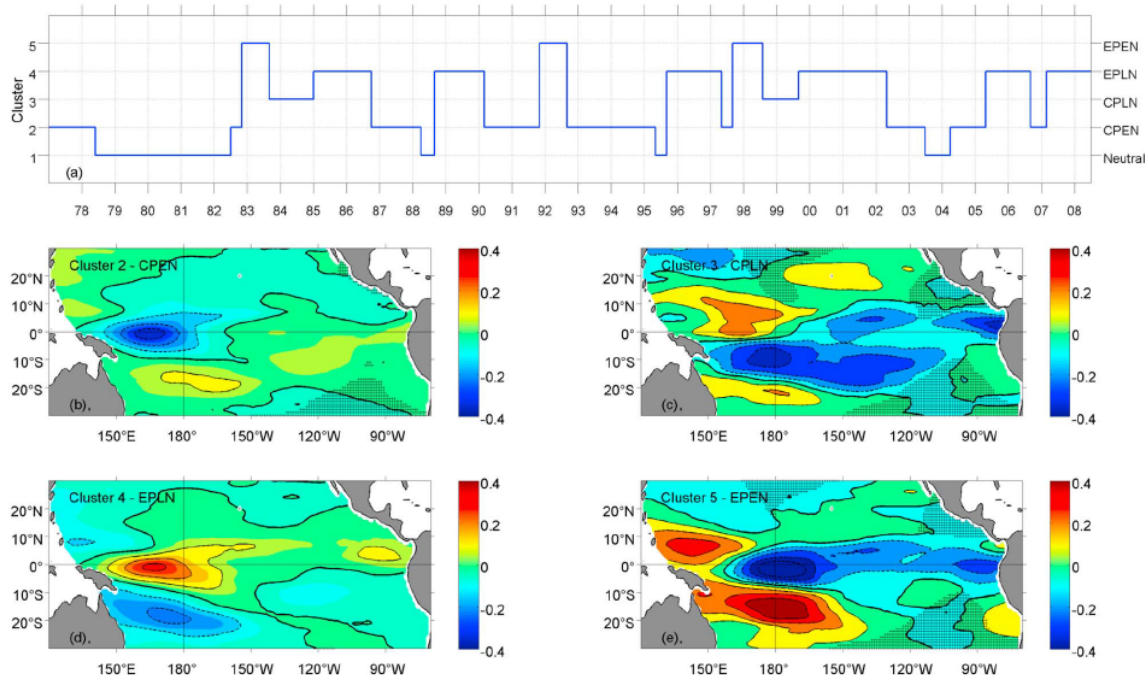 5
4
3
2
1
Cluster
EPEN
EPLN
CPLN
CPEN
Neutral
(a)
78 79 80 81 82 83 84 85 86 87 88 89 90 91 92 93 94 95 96 97 98 99 00 01 02 03 04 05 06 07 08
Cluster 2 - CPEN
20°N
10°N
0°
10°S
20°S
(b),
150°E 180° 150°W 120°W 90°W
0.4
0.2
0
-0.2
-0.4
Cluster 3 - CPLN
20°N
10°N
0°
10°S
20°S
(c),
150°E 180° 150°W 120°W 90°W
0.4
0.2
0
-0.2
-0.4
Cluster 4 - EPLN
20°N
10°N
0°
10°S
20°S
(d),
150°E 180° 150°W 120°W 90°W
0.4
0.2
0
-0.2
-0.4
Cluster 5 - EPEN
20°N
10°N
0°
10°S
20°S
(e),
150°E 180° 150°W 120°W 90°W
0.4
0.2
0
-0.2
-0.4